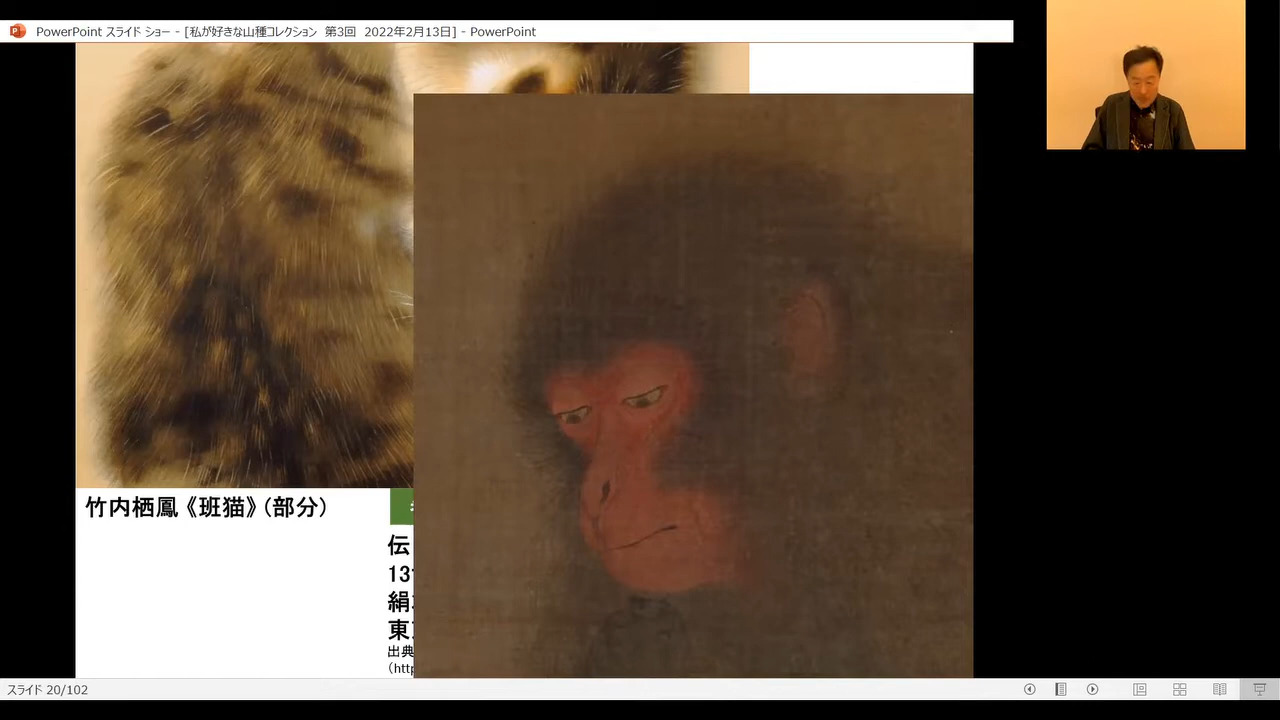 PowerPoint スライド ショー - [私が好きな山種コレクション 第3回 2022年2月13日] - PowerPoint
竹内栖鳳《班猫》（部分）
伝
13
絹
東
出典
（http
スライド 20/102